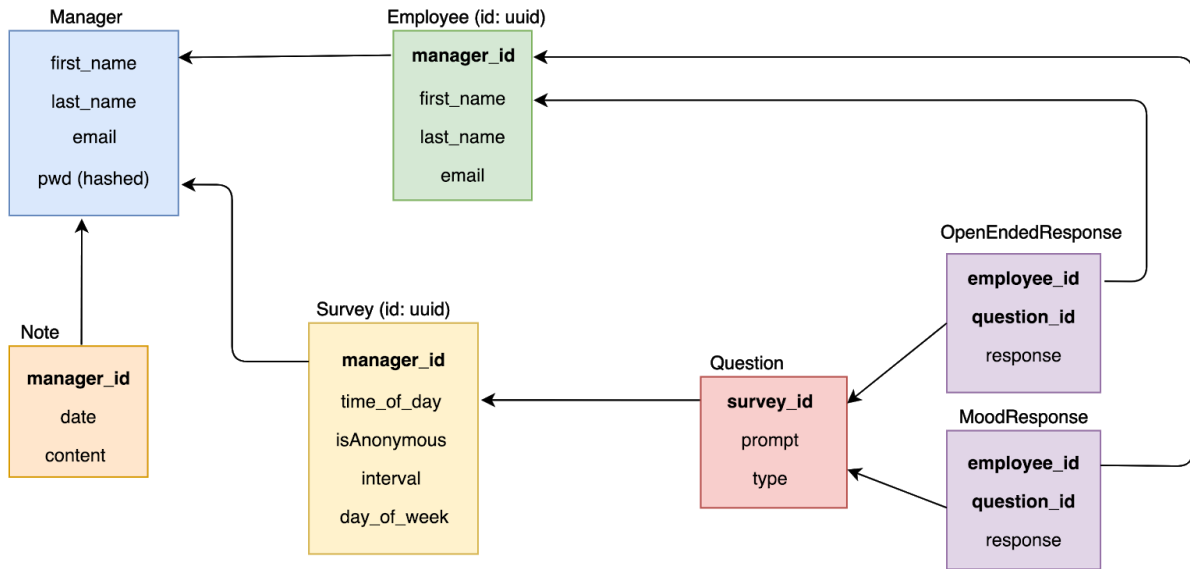 Manager
first_name
last_name
email
pwd (hashed)
Employee (id: uuid)
manager_id
first_name
last_name
email
Note
manager_id
date
content
Survey (id: uuid)
manager_id
time_of_day
isAnonymous
interval
day_of_week
Question
survey_id
prompt
type
OpenEndedResponse
employee_id
question_id
response
MoodResponse
employee_id
question_id
response